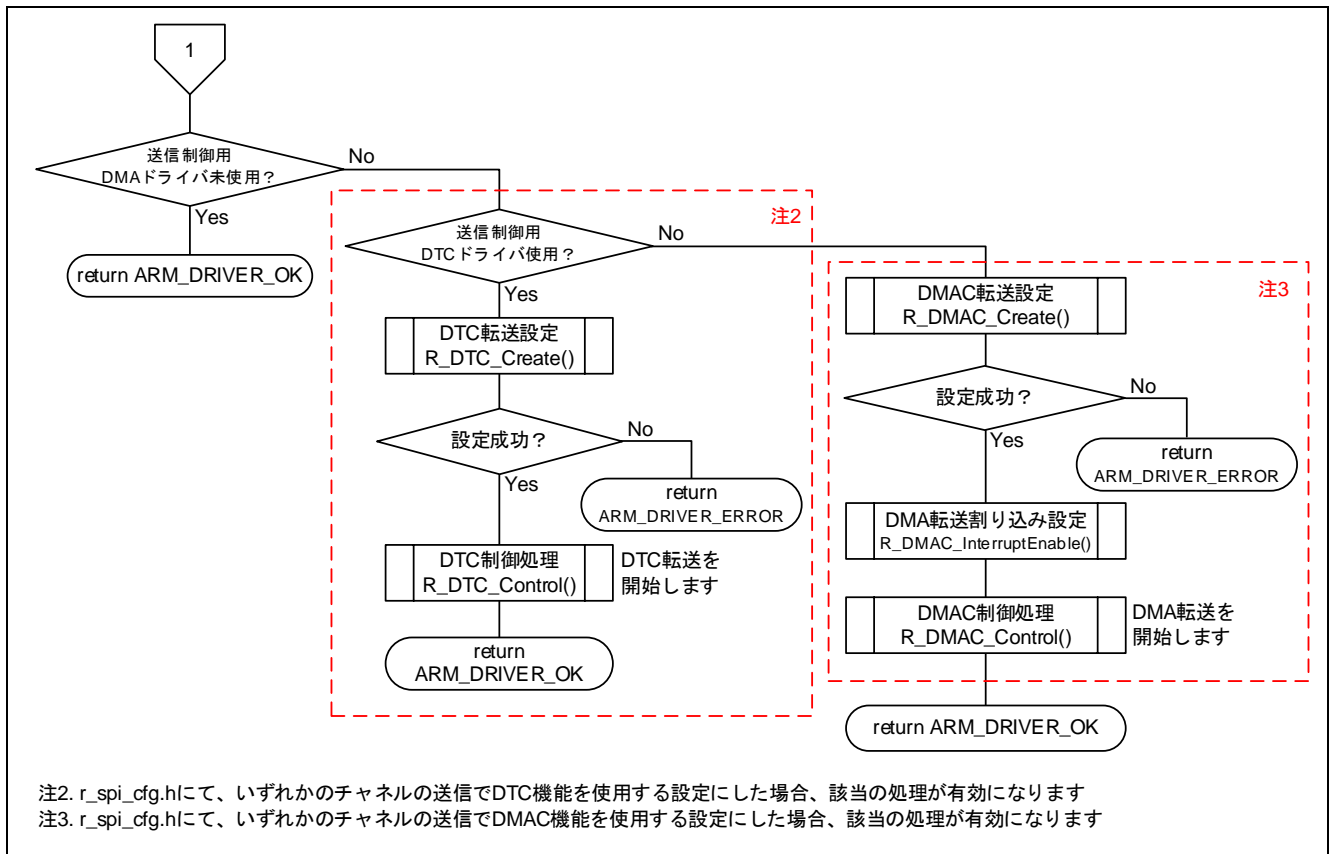 1
送信制御用
DMAドライバ未使用？
No
Yes
return ARM_DRIVER_OK
注2
送信制御用
DTCドライバ使用？
No
Yes
DTC転送設定
R_DTC_Create()
設定成功？
No
Yes
return
ARM_DRIVER_ERROR
DTC制御処理
R_DTC_Control()
DTC転送を
開始します
return
ARM_DRIVER_OK
注3
DMAC転送設定
R_DMAC_Create()
設定成功？
No
Yes
return
ARM_DRIVER_ERROR
DMA転送割り込み設定
R_DMAC_InterruptEnable()
DMAC制御処理
R_DMAC_Control()
DMA転送を
開始します
return ARM_DRIVER_OK
注2. r_spi_cfg.hにて、いずれかのチャネルの送信でDTC機能を使用する設定にした場合、該当の処理が有効になります
注3. r_spi_cfg.hにて、いずれかのチャネルの送信でDMAC機能を使用する設定にした場合、該当の処理が有効になります